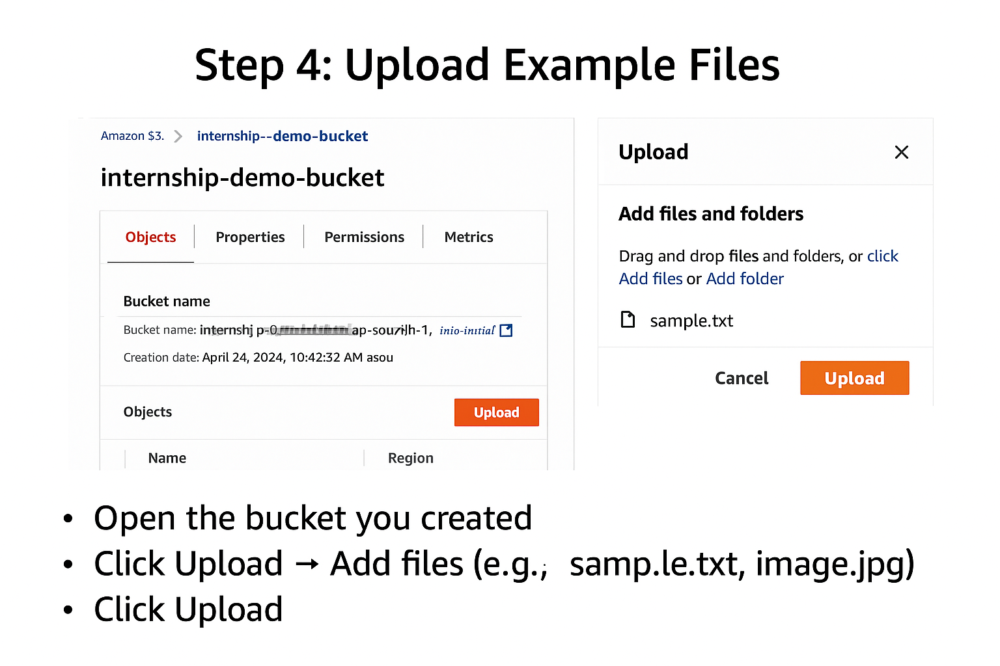 Step 4: Upload Example Files
Amazon $3. > internship--demo-bucket
internship-demo-bucket
Objects Properties Permissions Metrics
Bucket name
Bucket name: internshj p-0 inio-initial
Creation date: April 24, 2024, 10:42:32 AM asou
Objects Upload
Name Region
Upload
Add files and folders
Drag and drop files and folders, or click
Add files or Add folder
sample.txt
Cancel Upload
• Open the bucket you created
• Click Upload → Add files (e.g.; samp.le.txt, image.jpg)
• Click Upload